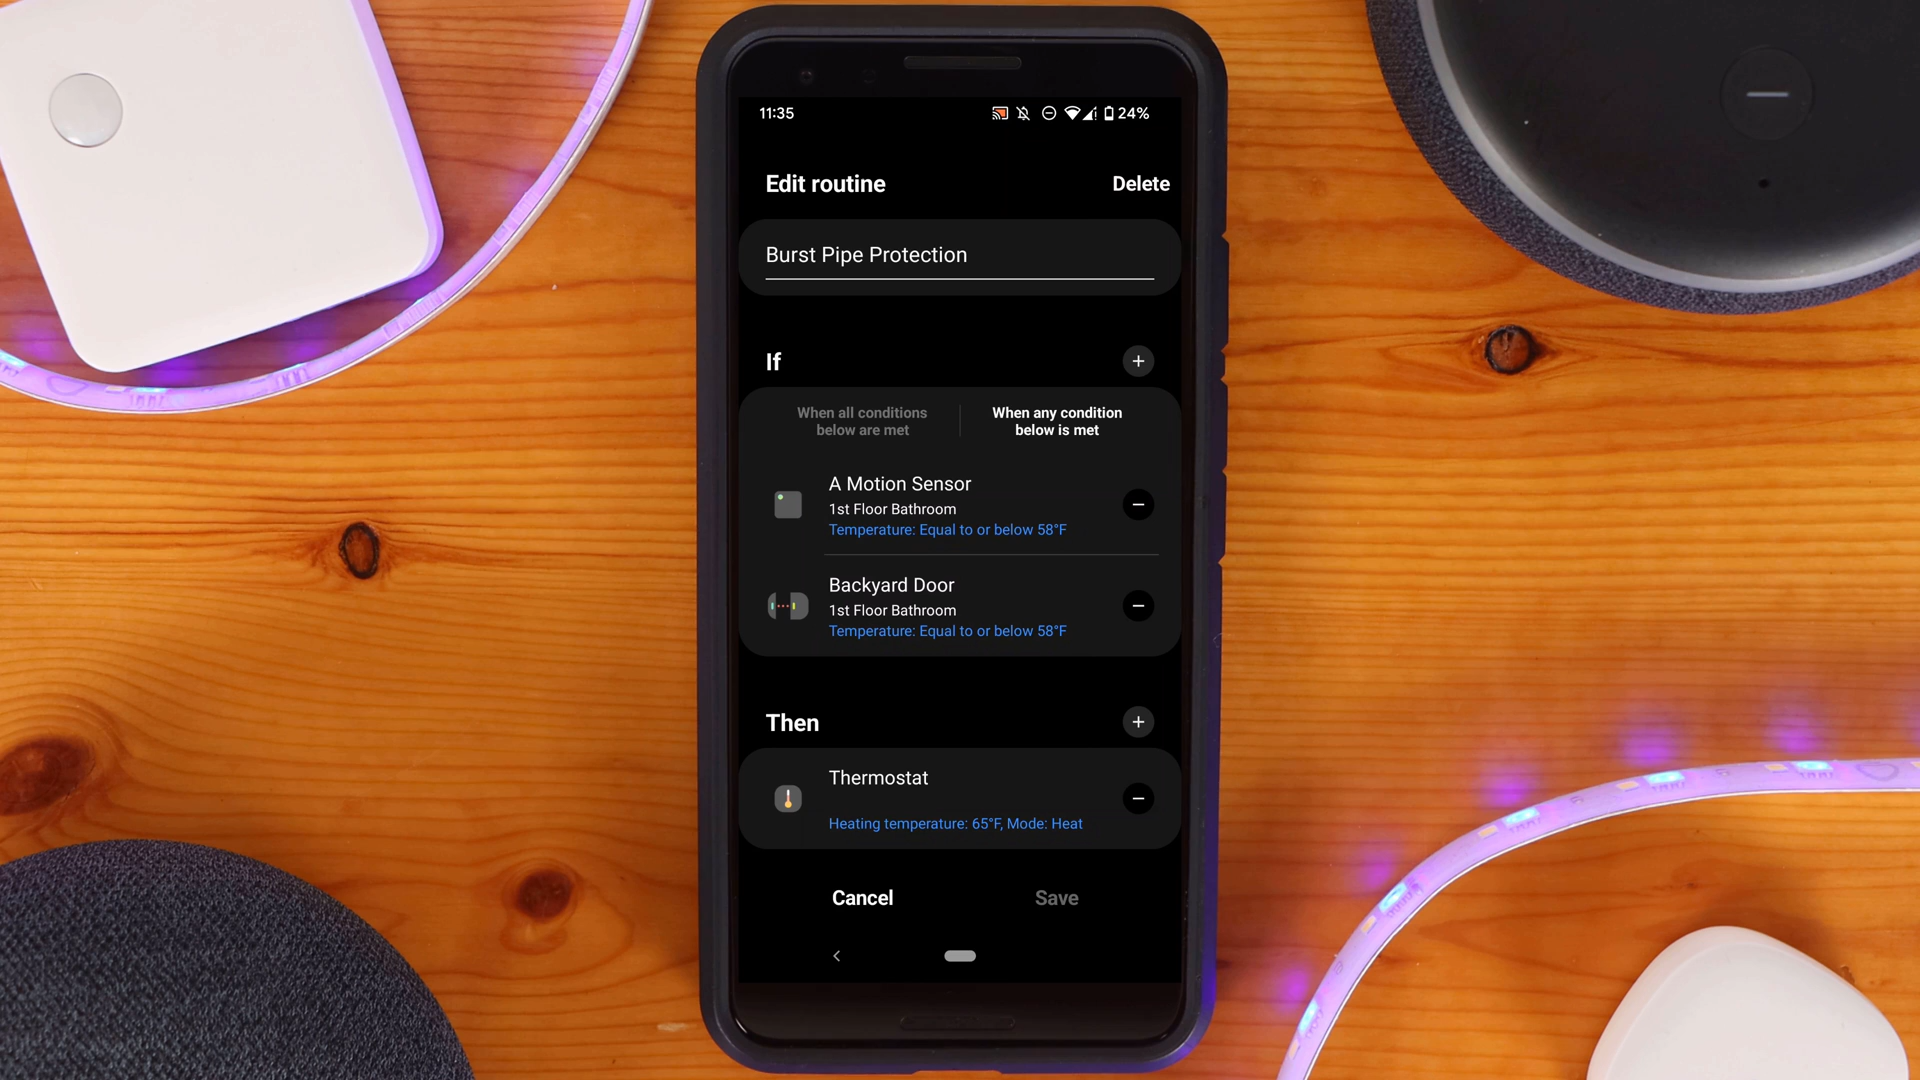 11:35
24%
Edit routine
Delete
Burst Pipe Protection
If
+
When all conditions
below are met
When any condition
below is met
A Motion Sensor
1st Floor Bathroom
Temperature: Equal to or below 58°F
Backyard Door
1st Floor Bathroom
Temperature: Equal to or below 58°F
Then
+
Thermostat
Heating temperature: 65°F, Mode: Heat
Cancel
Save